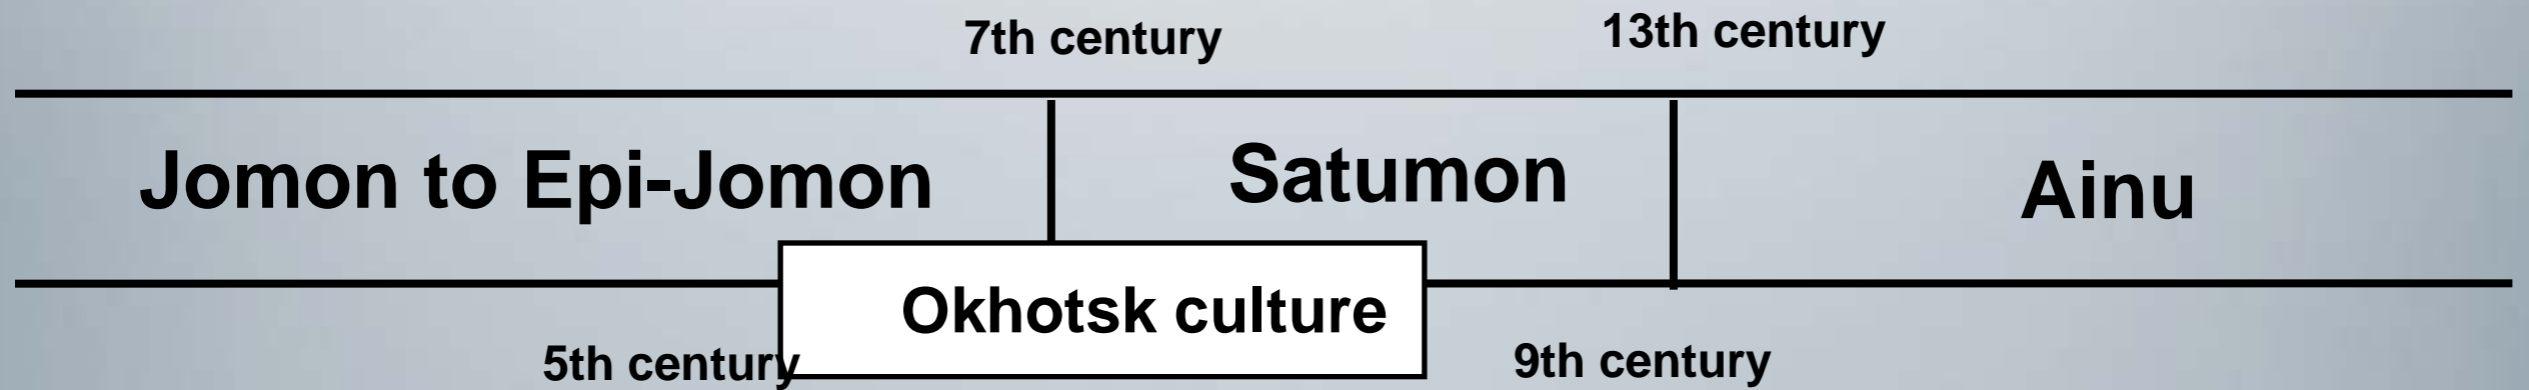 7th century
13th century
Jomon to Epi-Jomon
Satumon
Ainu
Okhotsk culture
5th century
9th century